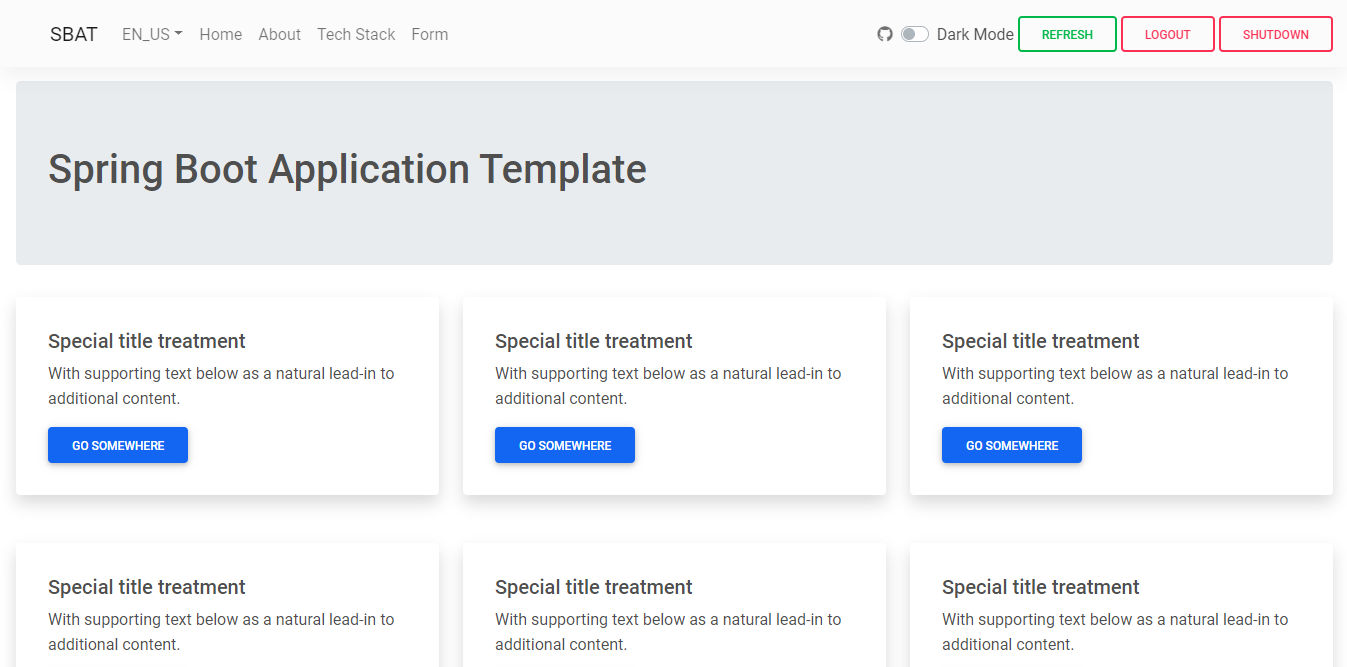 SBAT EN_US Home About Tech Stack Form Dark Mode REFRESH LOGOUT SHUTDOWN
Spring Boot Application Template
Special title treatment
With supporting text below as a natural lead-in to
additional content.
GO SOMEWHERE
Special title treatment
With supporting text below as a natural lead-in to
additional content.
GO SOMEWHERE
Special title treatment
With supporting text below as a natural lead-in to
additional content.
GO SOMEWHERE
Special title treatment
With supporting text below as a natural lead-in to
additional content.
Special title treatment
With supporting text below as a natural lead-in to
additional content.
Special title treatment
With supporting text below as a natural lead-in to
additional content.